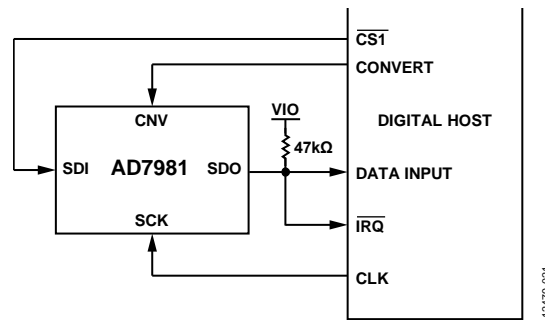 CS1
CONVERT
VIO
CNV
DIGITAL HOST
47kΩ
SDI AD7981 SDO
DATA INPUT
SCK
IRQ
CLK